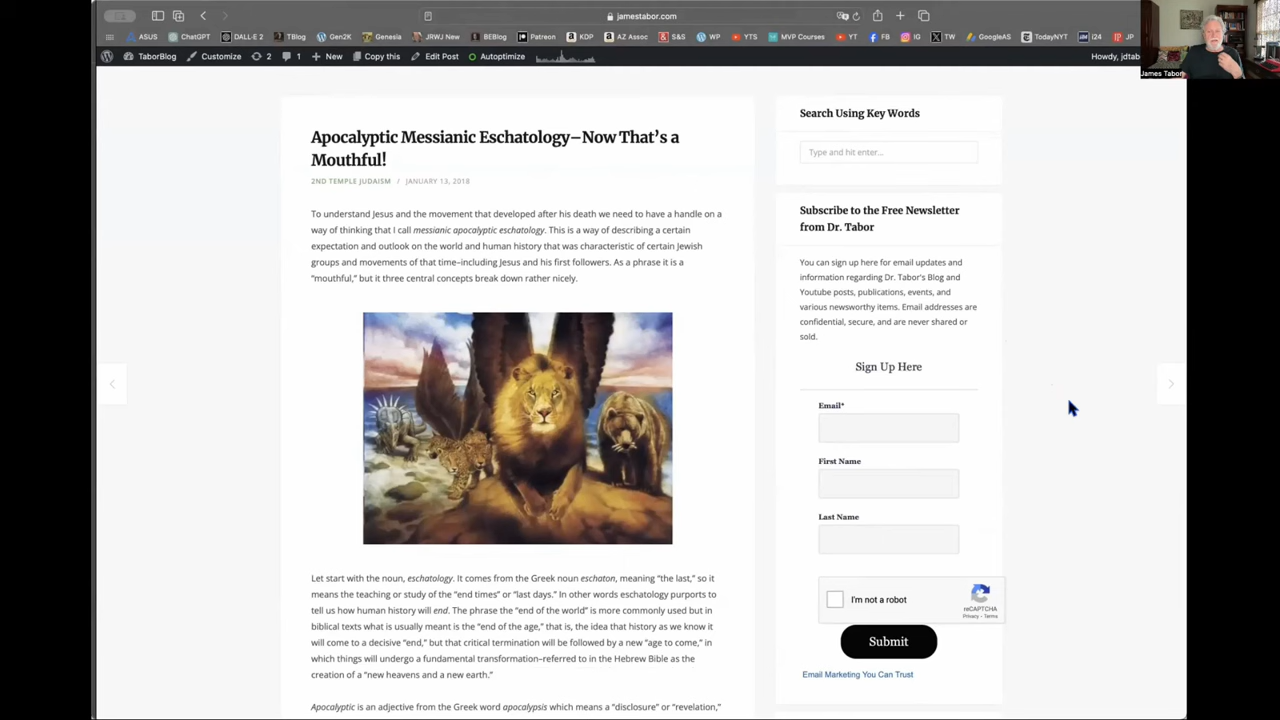 jamestabor.com
ASUS ChatGPT DALL-E 2 TBlog Gen2K Genesia JRWJ New BEBlog Patreon KDP AZ Assoc S&S WP YTS MVP Courses YT FB IG TW GoogleAS TodayNYT i24 JP
TaborBlog Customize 2 1 New Copy this Edit Post Autoptimize Howdy, jdtab
James Tabor
Apocalyptic Messianic Eschatology–Now That's a
Mouthful!
2ND TEMPLE JUDAISM / JANUARY 13, 2018
To understand Jesus and the movement that developed after his death we need to have a handle on a
way of thinking that I call messianic apocalyptic eschatology. This is a way of describing a certain
expectation and outlook on the world and human history that was characteristic of certain Jewish
groups and movements of that time–including Jesus and his first followers. As a phrase it is a
“mouthful,” but it three central concepts break down rather nicely.
Let start with the noun, eschatology. It comes from the Greek noun eschaton, meaning “the last,” so it
means the teaching or study of the “end times” or “last days.” In other words eschatology purports to
tell us how human history will end. The phrase the “end of the world” is more commonly used but in
biblical texts what is usually meant is the “end of the age,” that is, the idea that history as we know it
will come to a decisive “end,” but that critical termination will be followed by a new “age to come,” in
which things will undergo a fundamental transformation–referred to in the Hebrew Bible as the
creation of a “new heavens and a new earth.”
Apocalyptic is an adjective from the Greek word apocalypsis which means a “disclosure” or “revelation,”
Search Using Key Words
Type and hit enter...
Subscribe to the Free Newsletter
from Dr. Tabor
You can sign up here for email updates and
information regarding Dr. Tabor's Blog and
Youtube posts, publications, events, and
various newsworthy items. Email addresses are
confidential, secure, and are never shared or
sold.
Sign Up Here
Email*
First Name
Last Name
I'm not a robot
reCAPTCHA
Privacy - Terms
Submit
Email Marketing You Can Trust